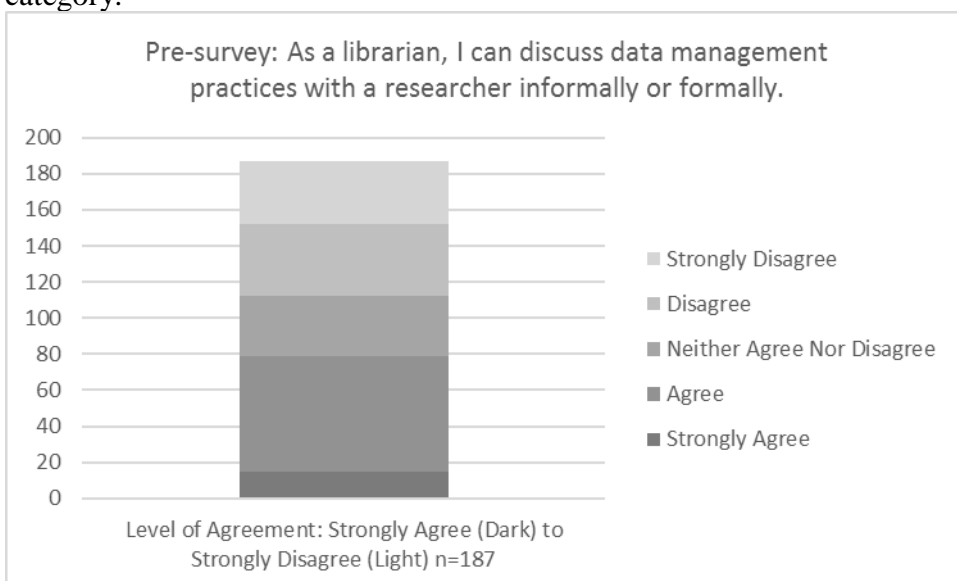 category.
Pre-survey: As a librarian, I can discuss data management
practices with a researcher informally or formally.
200
180
160
140
120
100
80
60
40
20
0
Strongly Disagree
Disagree
Neither Agree Nor Disagree
Agree
Strongly Agree
Level of Agreement: Strongly Agree (Dark) to
Strongly Disagree (Light) n=187